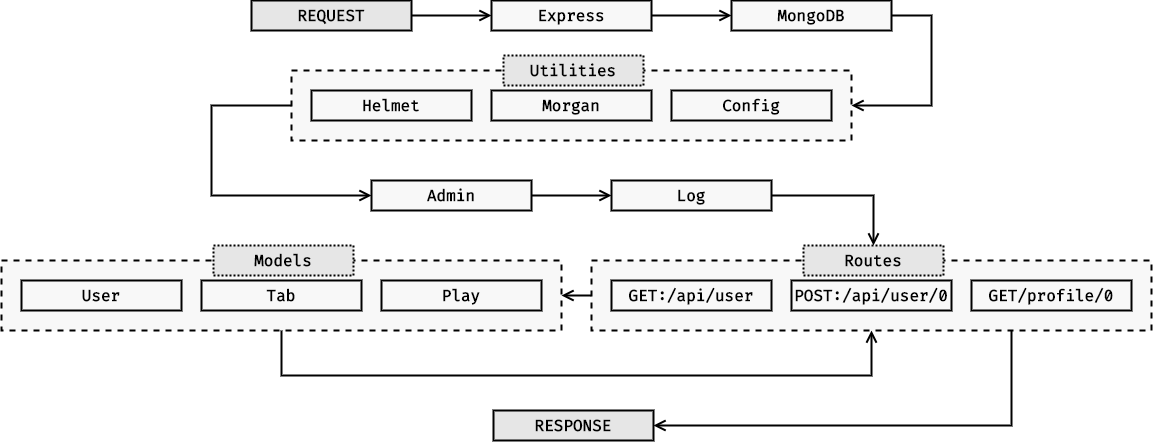 REQUEST
Express
MongoDB
Utilities
Helmet
Morgan
Config
Admin
Log
Models
User
Tab
Play
Routes
GET:/api/user
POST:/api/user/0
GET/profile/0
RESPONSE